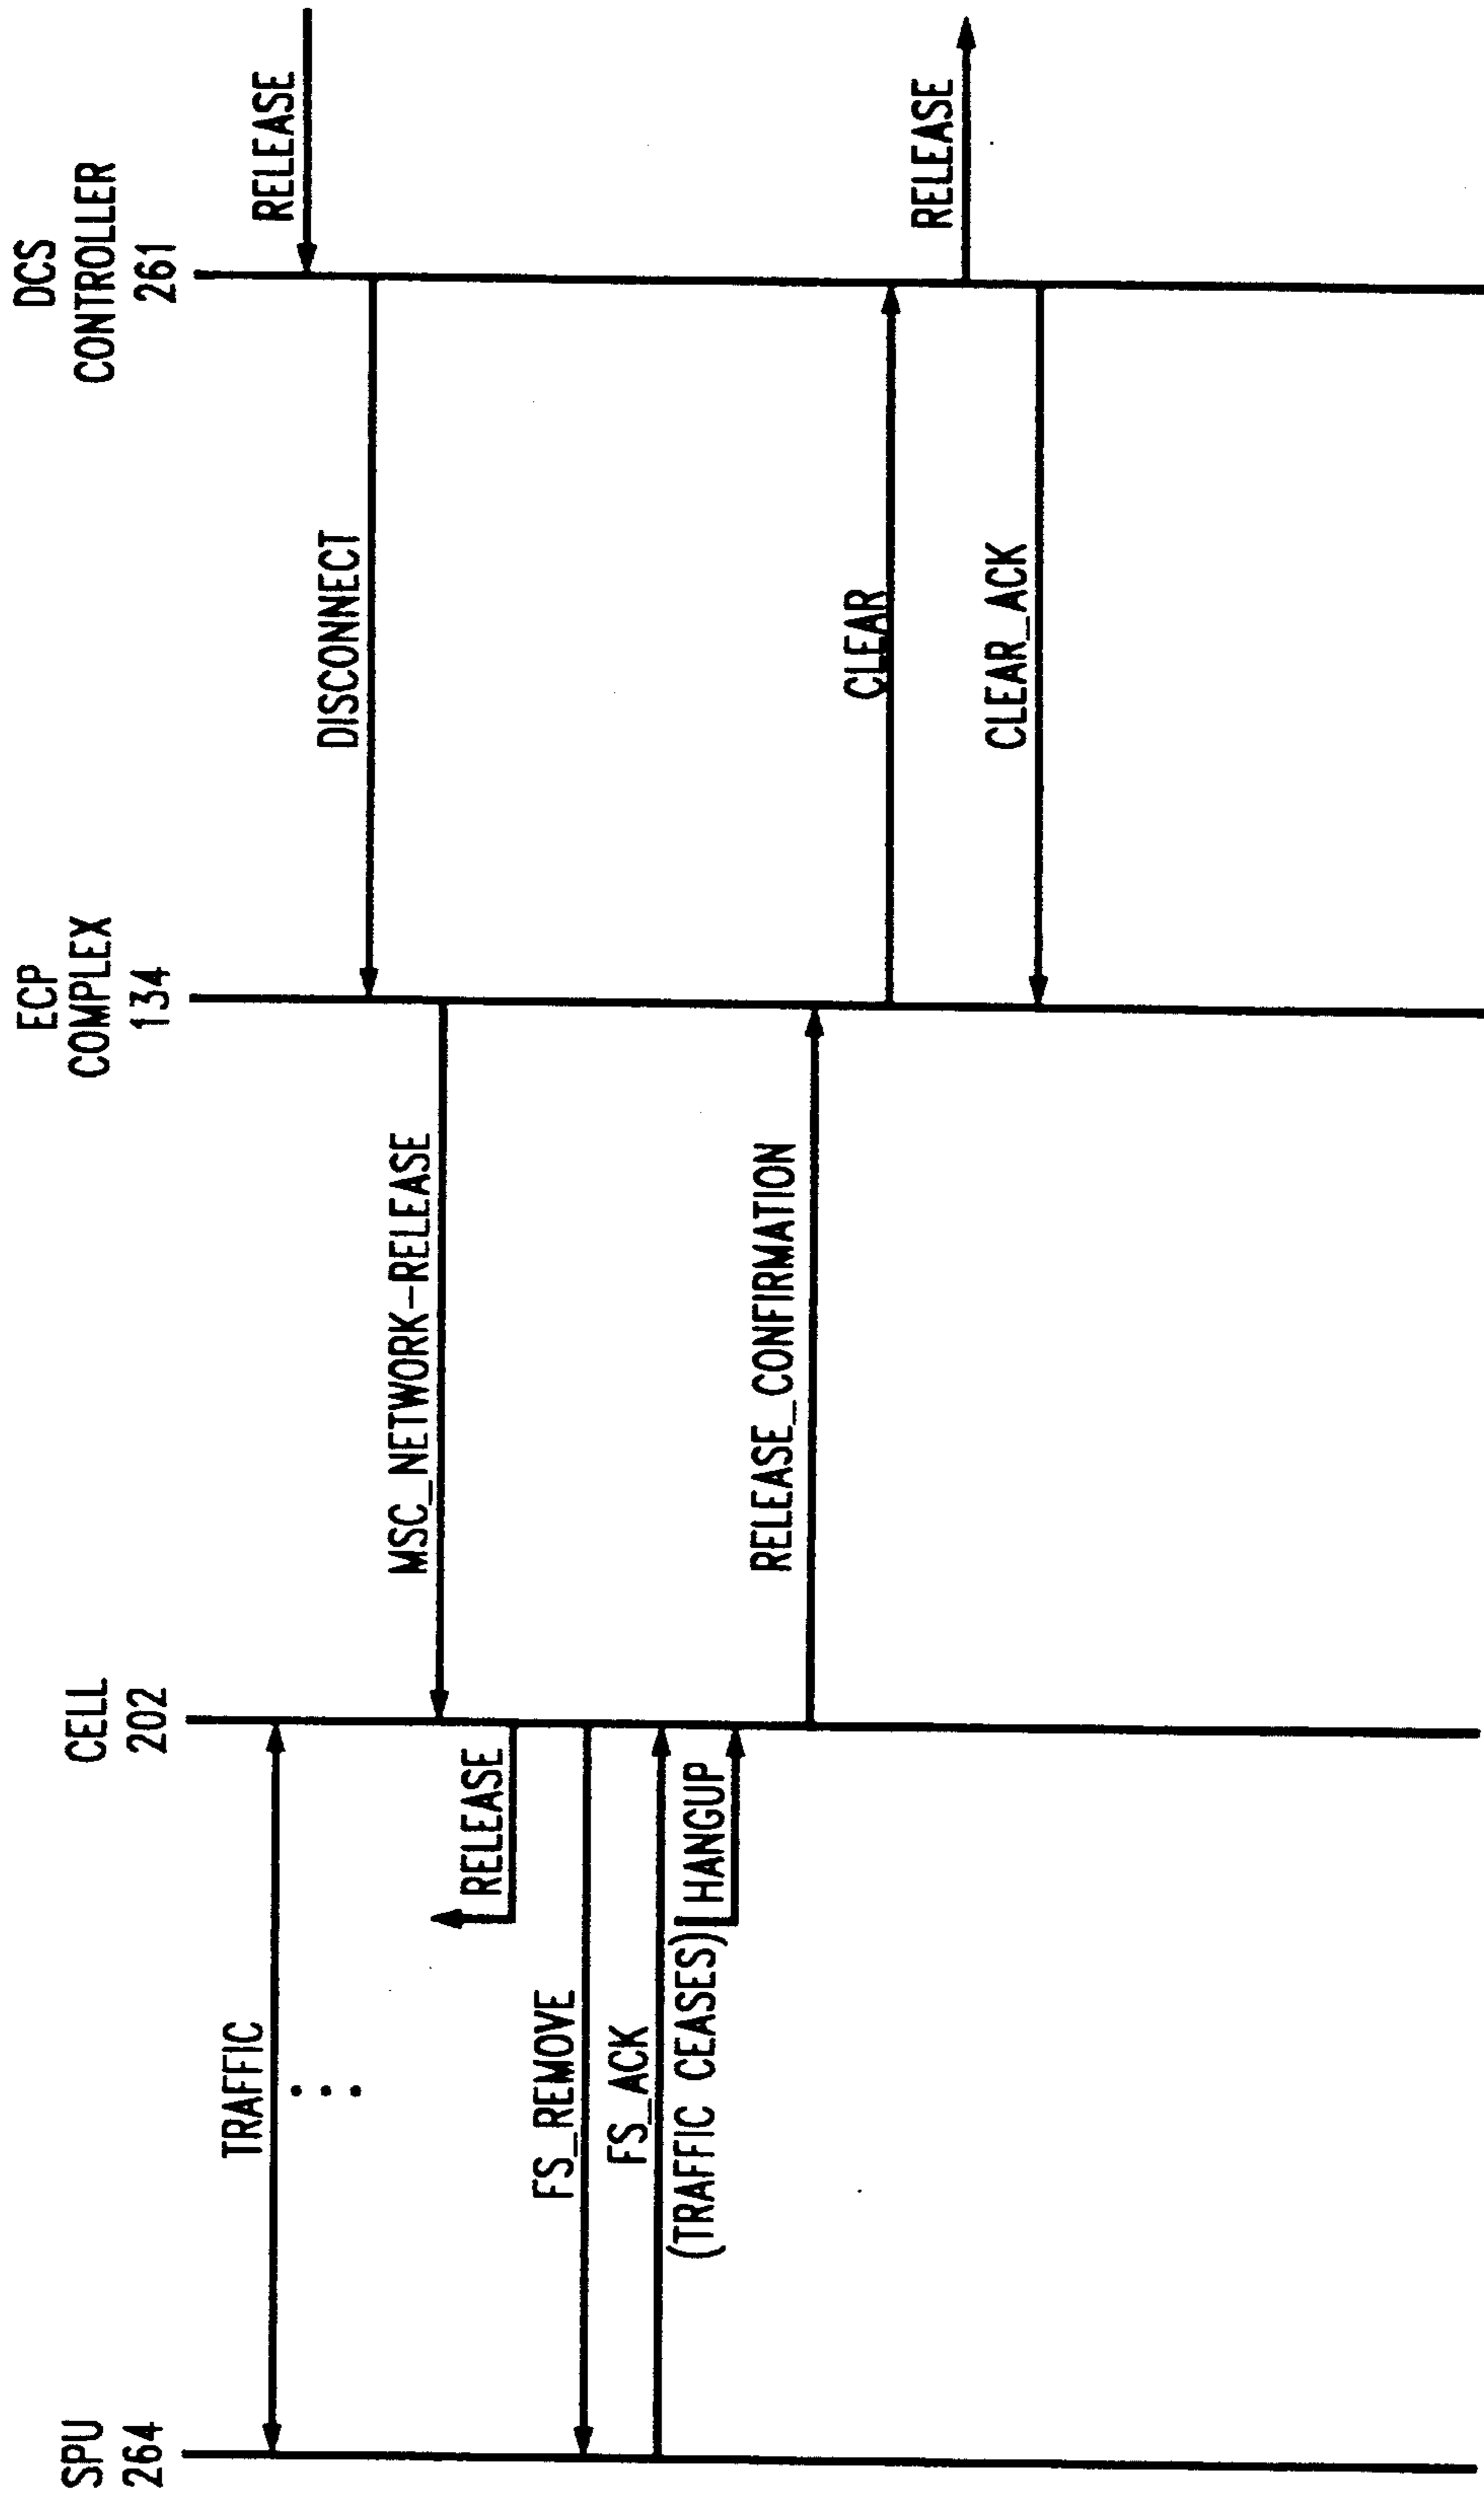 SPU
264
CELL
202
ECP
COMPLEX
134
DCS
CONTROLLER
261
TRAFFIC
RELEASE
DISCONNECT
MSC_NETWORK-RELEASE
RELEASE
FS_REMOVE
FS_ACK
(TRAFFIC CEASES)
HANGUP
RELEASE_CONFIRMATION
CLEAR
RELEASE
CLEAR_ACK